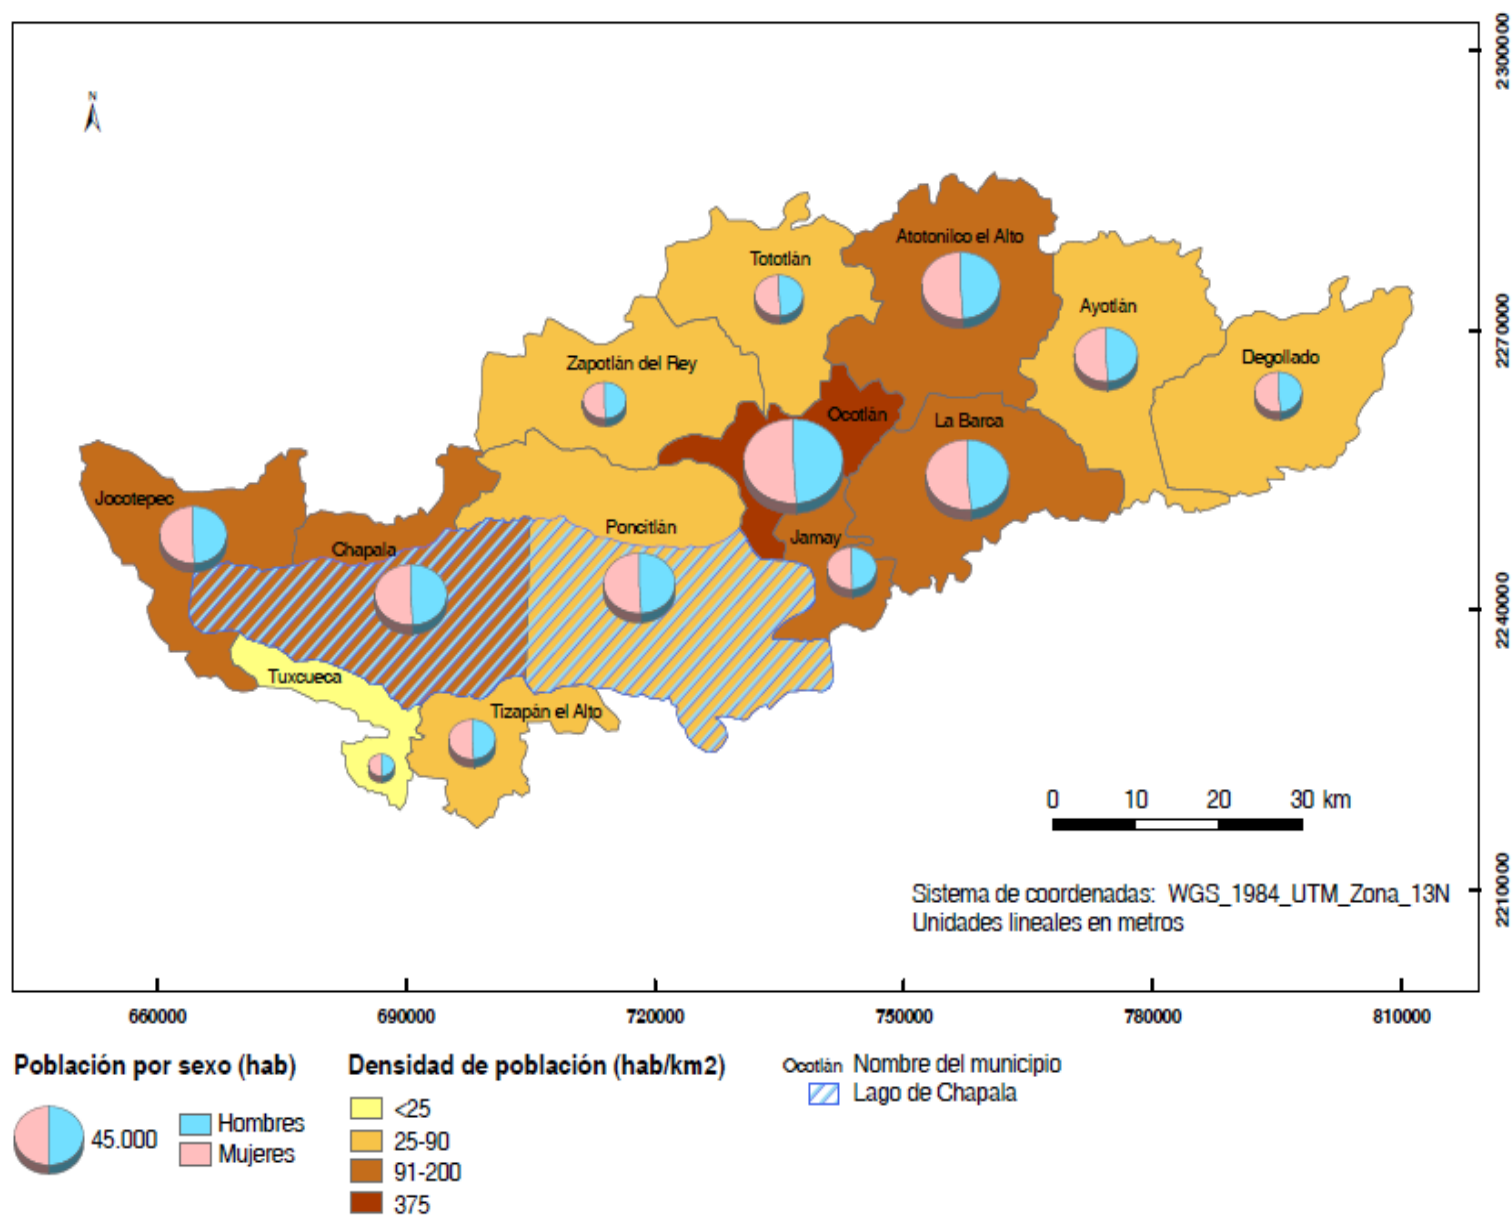 N
2300000
Atotonilco el Alto
Tototlán
Ayotlán
2270000
Degollado
Zapotlán del Rey
Ocotlán
La Barca
Jocotepec
Poncitlán
Jamay
Chapala
2240000
Tuxcueca
Tizapán el Alto
0 10 20 30 km
Sistema de coordenadas: WGS_1984_UTM_Zona_13N
2210000
Unidades lineales en metros
660000 690000 720000 750000 780000 810000
Población por sexo (hab)
45.000
Hombres
Mujeres
Densidad de población (hab/km2)
<25
25-90
91-200
375
Ocotlán Nombre del municipio
Lago de Chapala